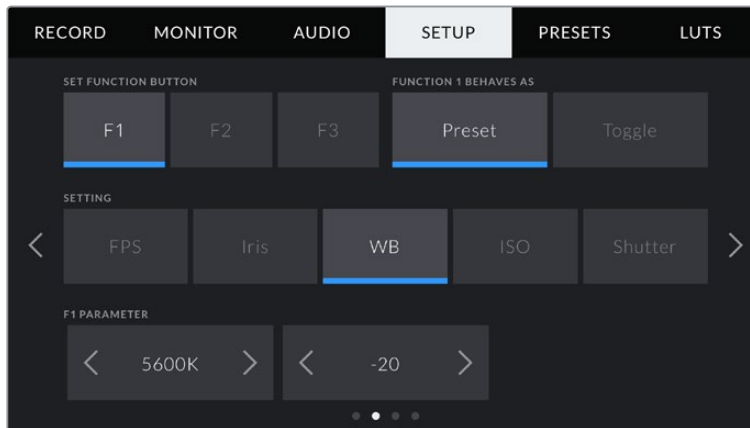 RECORD MONITOR AUDIO SETUP PRESETS LUTS
SET FUNCTION BUTTON FUNCTION 1 BEHAVES AS
F1 F2 F3 Preset Toggle
SETTING
FPS Iris WB ISO Shutter
F1 PARAMETER
5600K -20